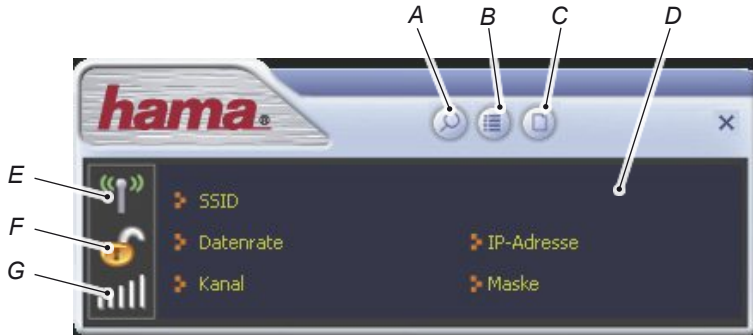 A B C D
hama®
E SSID
F Datenrate IP-Adresse
G Kanal Maske